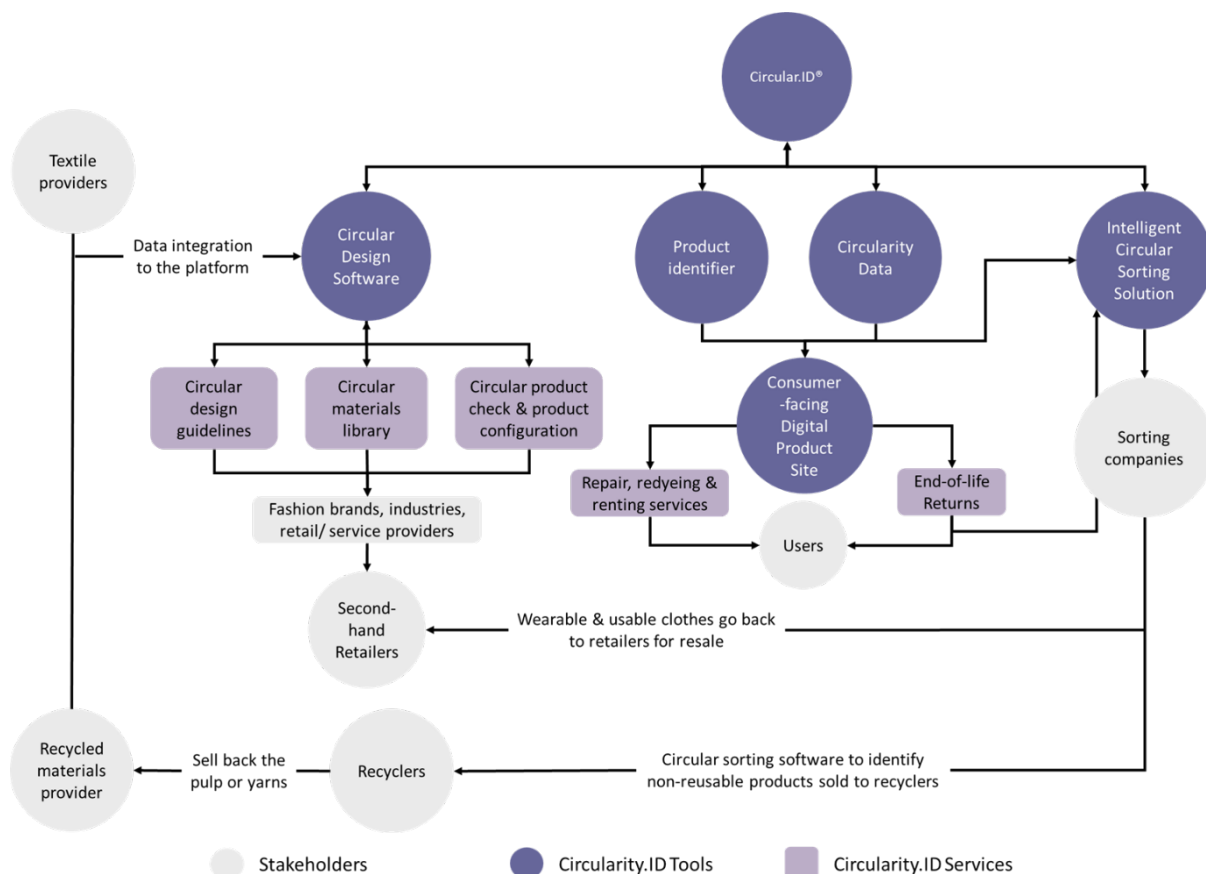 Circular.ID®
Textile
providers
Data integration
to the platform
Circular
Design
Software
Product
identifier
Circularity
Data
Intelligent
Circular
Sorting
Solution
Circular
design
guidelines
Circular
materials
library
Circular product
check & product
configuration
Consumer
-facing
Digital
Product
Site
Sorting
companies
Repair, redyeing &
renting services
End-of-life
Returns
Fashion brands, industries,
retail/ service providers
Users
Second-
hand
Retailers
Wearable & usable clothes go back
to retailers for resale
Recycled
materials
provider
Sell back the
pulp or yarns
Recyclers
Circular sorting software to identify
non-reusable products sold to recyclers
Stakeholders
Circularity.ID Tools
Circularity.ID Services